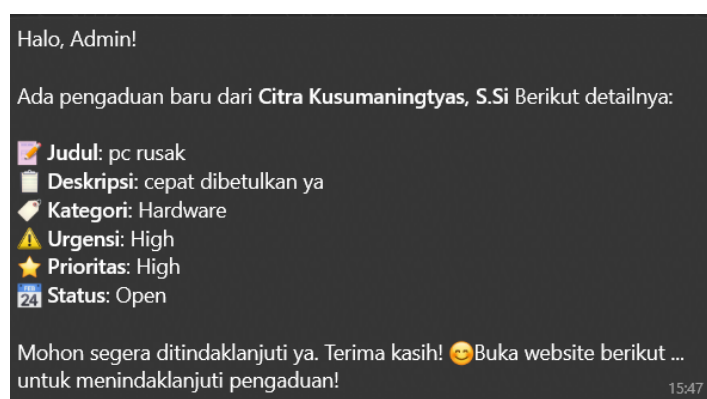 Halo, Admin!
Ada pengaduan baru dari Citra Kusumaningtyas, S.Si Berikut detailnya:
📝 Judul: pc rusak
📋 Deskripsi: cepat dibetulkan ya
🏷️ Kategori: Hardware
⚠️ Urgensi: High
⭐ Prioritas: High
📆 Status: Open
Mohon segera ditindaklanjuti ya. Terima kasih! 😊Buka website berikut ...
untuk menindaklanjuti pengaduan!
15:47